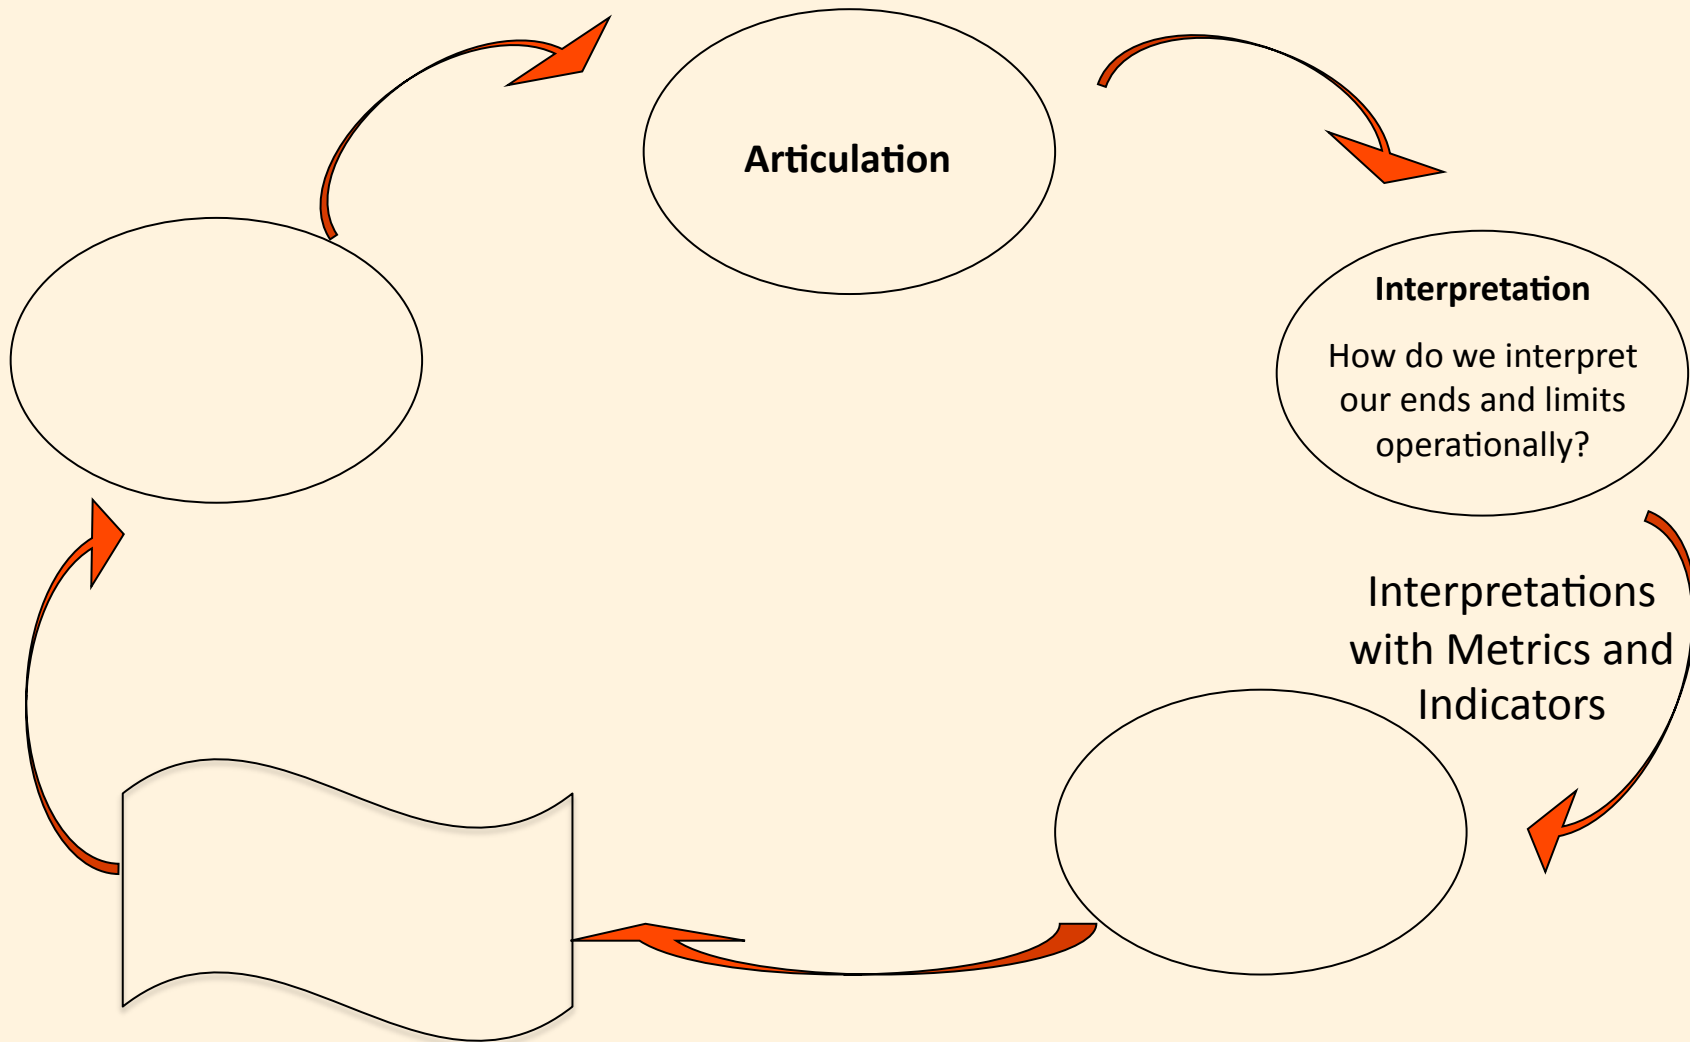 Articulation
Interpretation
How do we interpret
our ends and limits
operationally?
Interpretations
with Metrics and
Indicators